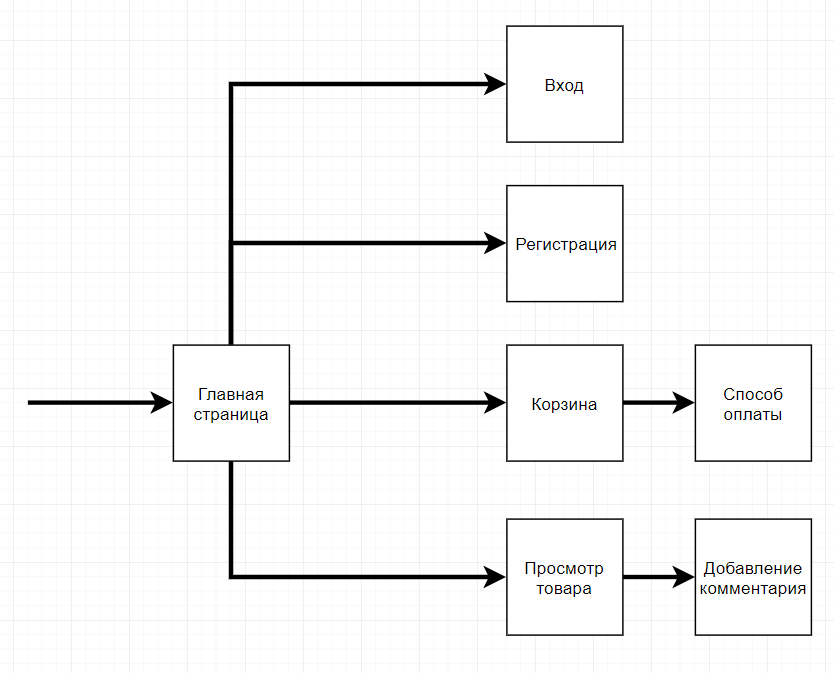 Вход
Регистрация
Главная
страница
Корзина
Способ
оплаты
Просмотр
товара
Добавление
комментария